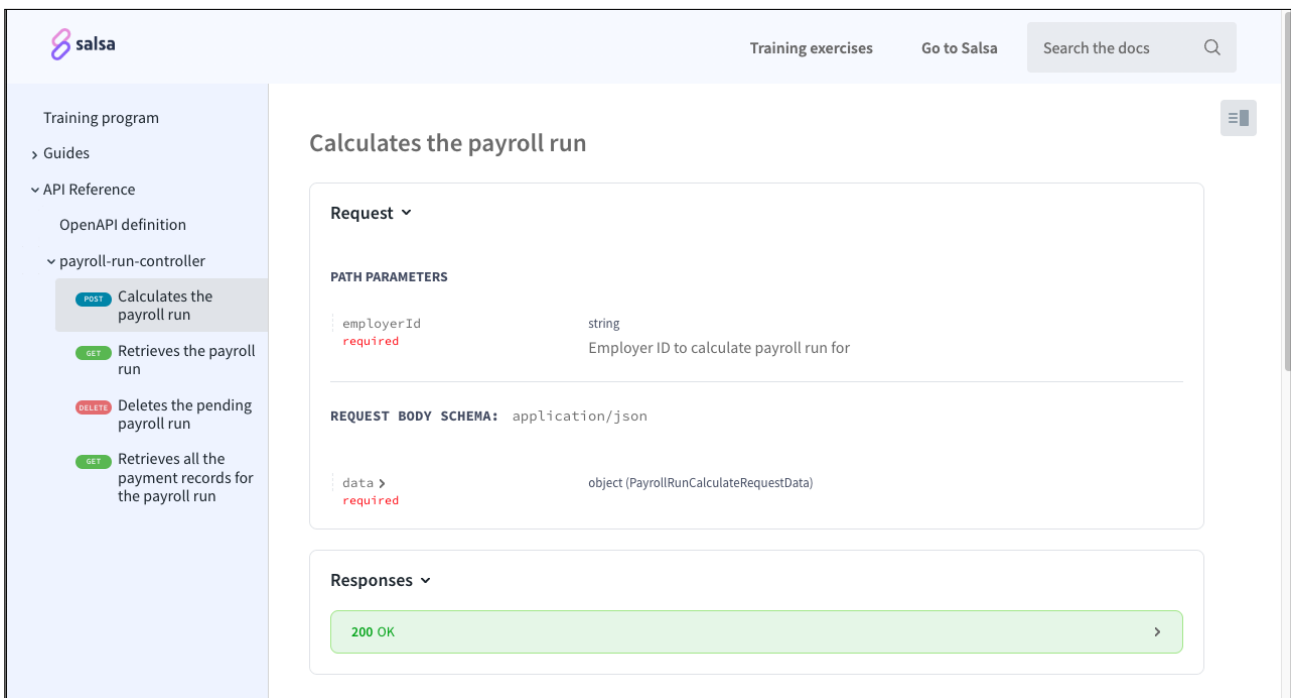 salsa
Training exercises
Go to Salsa
Search the docs
Training program
Guides
API Reference
OpenAPI definition
payroll-run-controller
POST Calculates the
payroll run
GET Retrieves the payroll
run
DELETE Deletes the pending
payroll run
GET Retrieves all the
payment records for
the payroll run
Calculates the payroll run
Request
PATH PARAMETERS
employerId string
required
Employer ID to calculate payroll run for
REQUEST BODY SCHEMA: application/json
data object (PayrollRunCalculateRequestData)
required
Responses
200 OK